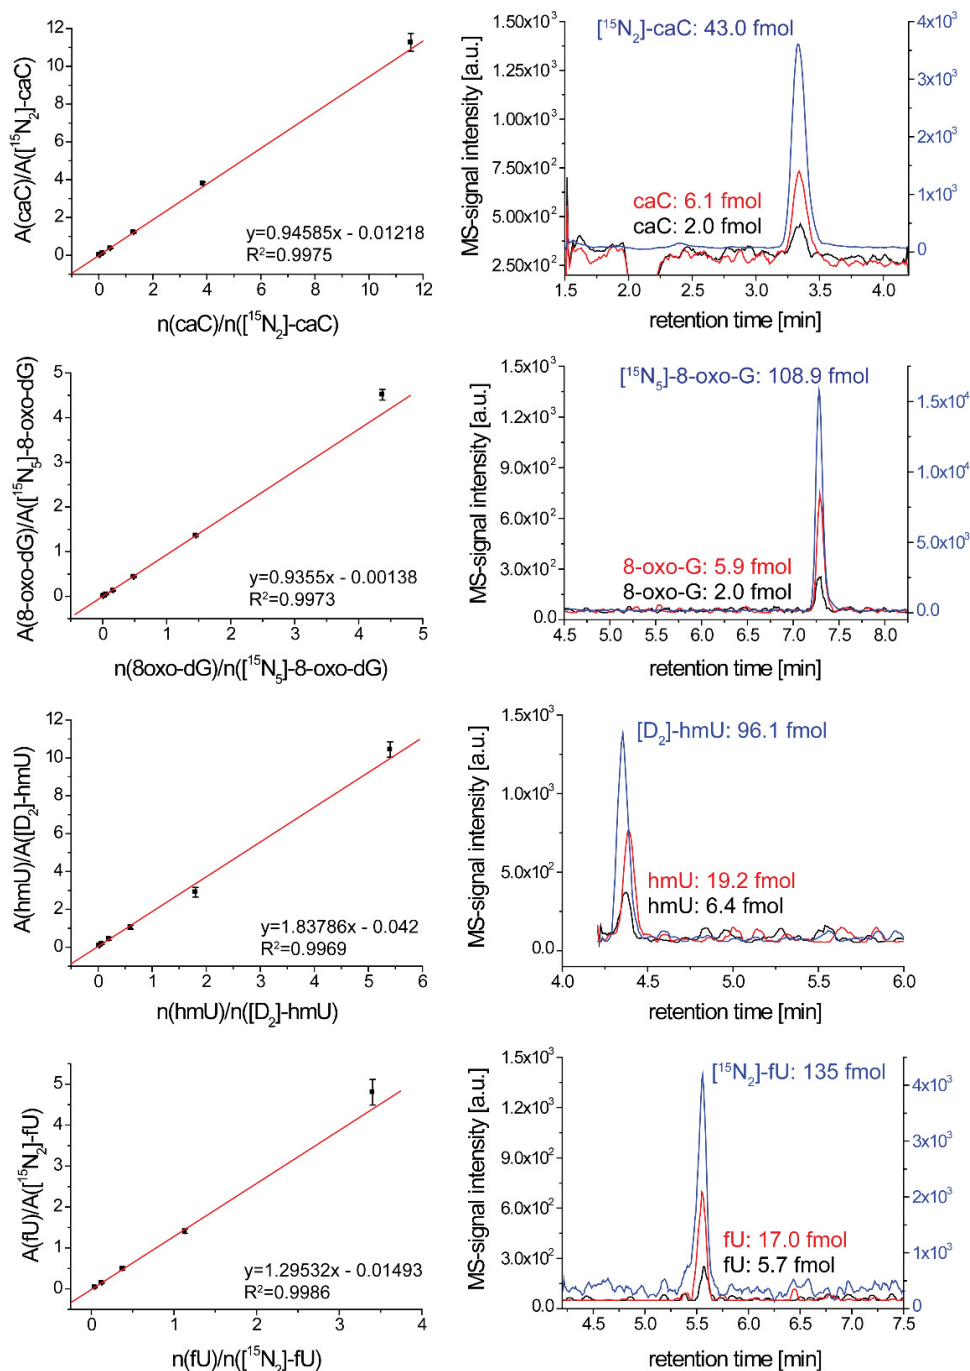 12
10
8
6
4
2
0
A(caC)/A([¹⁵N₂]-caC)
y=0.94585x - 0.01218
R²=0.9975
0 2 4 6 8 10 12
n(caC)/n([¹⁵N₂]-caC)
1.50x10³
1.25x10³
1.00x10³
7.50x10²
5.00x10²
2.50x10²
MS-signal intensity [a.u.]
[¹⁵N₂]-caC: 43.0 fmol
caC: 6.1 fmol
caC: 2.0 fmol
4x10³
3x10³
2x10³
1x10³
0
1.5 2.0 2.5 3.0 3.5 4.0
retention time [min]
5
4
3
2
1
0
A(8-oxo-dG)/A([¹⁵N₅]-8-oxo-dG)
y=0.9355x - 0.00138
R²=0.9973
0 1 2 3 4 5
n(8oxo-dG)/n([¹⁵N₅]-8-oxo-dG)
1.5x10³
1.2x10³
9.0x10²
6.0x10²
3.0x10²
0.0
MS-signal intensity [a.u.]
[¹⁵N₅]-8-oxo-G: 108.9 fmol
8-oxo-G: 5.9 fmol
8-oxo-G: 2.0 fmol
1.5x10⁴
1.0x10⁴
5.0x10³
0.0
4.5 5.0 5.5 6.0 6.5 7.0 7.5 8.0
retention time [min]
12
10
8
6
4
2
0
A(hmU)/A([D₂]-hmU)
y=1.83786x - 0.042
R²=0.9969
0 1 2 3 4 5 6
n(hmU)/n([D₂]-hmU)
1.5x10³
1.0x10³
5.0x10²
0.0
MS-signal intensity [a.u.]
[D₂]-hmU: 96.1 fmol
hmU: 19.2 fmol
hmU: 6.4 fmol
4.0 4.5 5.0 5.5 6.0
retention time [min]
5
4
3
2
1
0
A(fU)/A([¹⁵N₂]-fU)
y=1.29532x - 0.01493
R²=0.9986
0 1 2 3 4
n(fU)/n([¹⁵N₂]-fU)
1.5x10³
1.2x10³
9.0x10²
6.0x10²
3.0x10²
0.0
MS-signal intensity [a.u.]
[¹⁵N₂]-fU: 135 fmol
fU: 17.0 fmol
fU: 5.7 fmol
4x10³
3x10³
2x10³
1x10³
0
4.5 5.0 5.5 6.0 6.5 7.0 7.5
retention time [min]